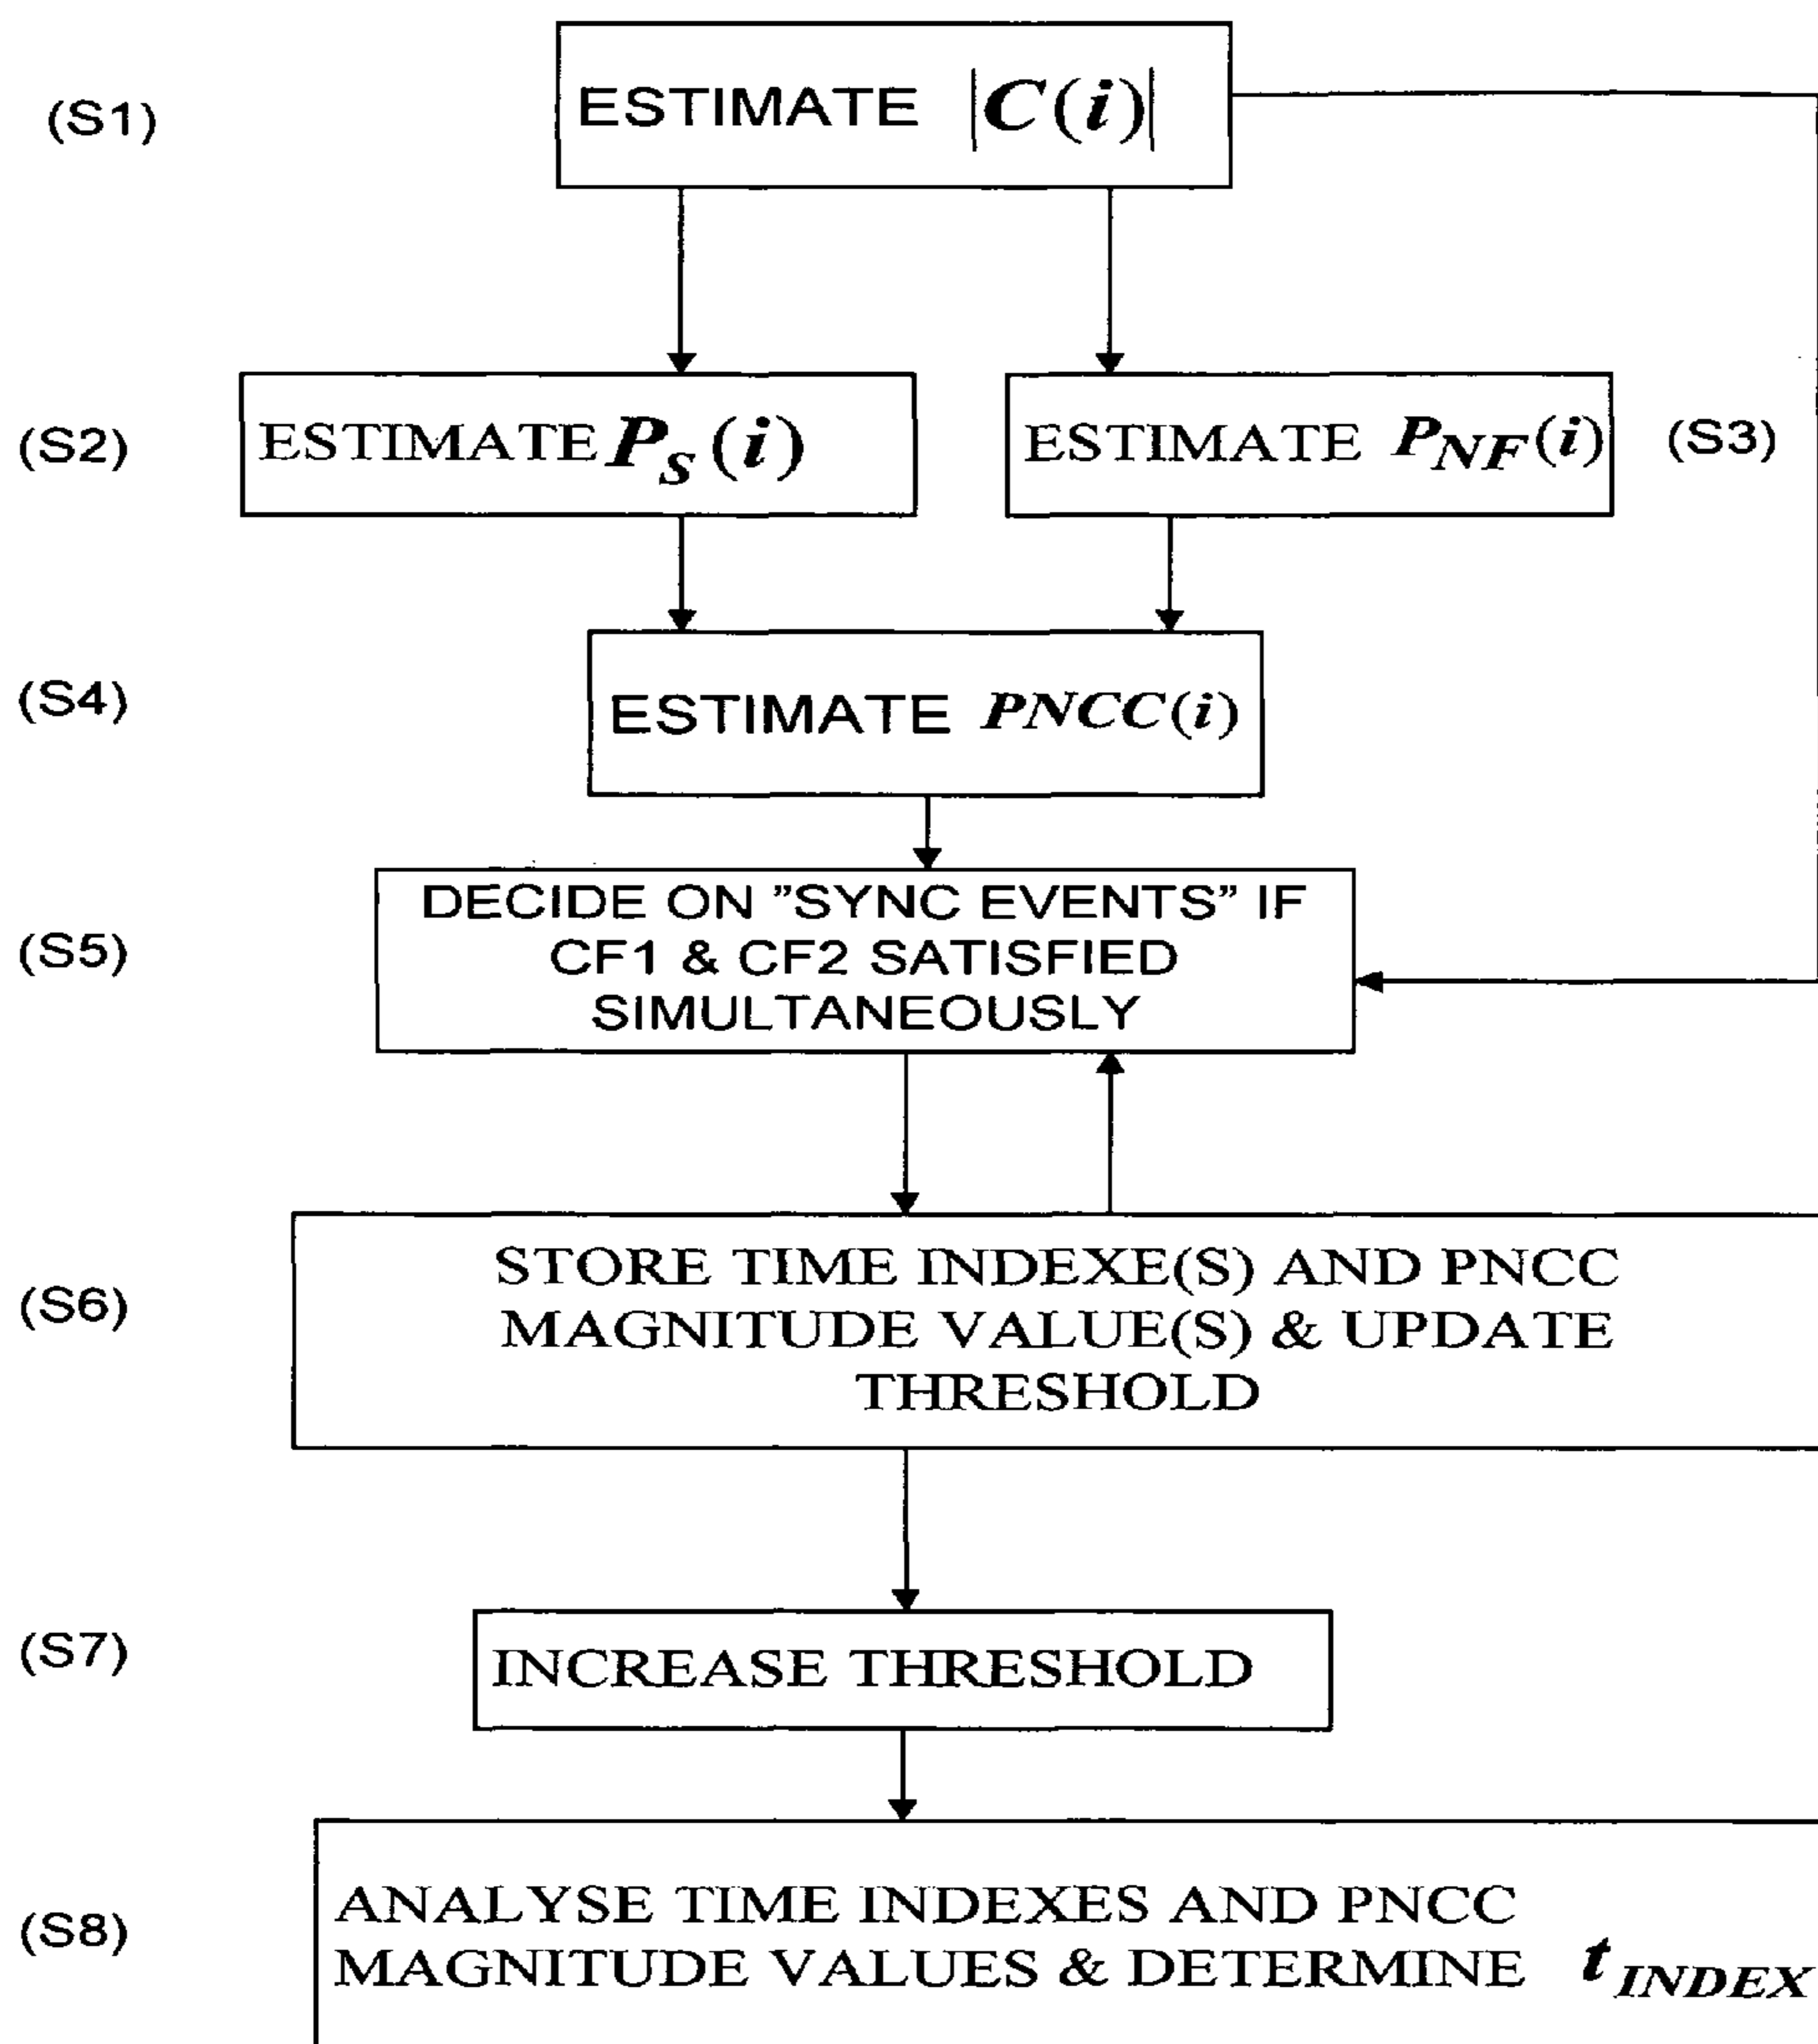 (S1)
ESTIMATE |C(i)|
(S2)
ESTIMATE P_S(i)
ESTIMATE P_NF(i)
(S3)
(S4)
ESTIMATE PNCC(i)
(S5)
DECIDE ON ”SYNC EVENTS” IF
CF1 & CF2 SATISFIED
SIMULTANEOUSLY
(S6)
STORE TIME INDEXE(S) AND PNCC
MAGNITUDE VALUE(S) & UPDATE
THRESHOLD
(S7)
INCREASE THRESHOLD
(S8)
ANALYSE TIME INDEXES AND PNCC
MAGNITUDE VALUES & DETERMINE t_INDEX